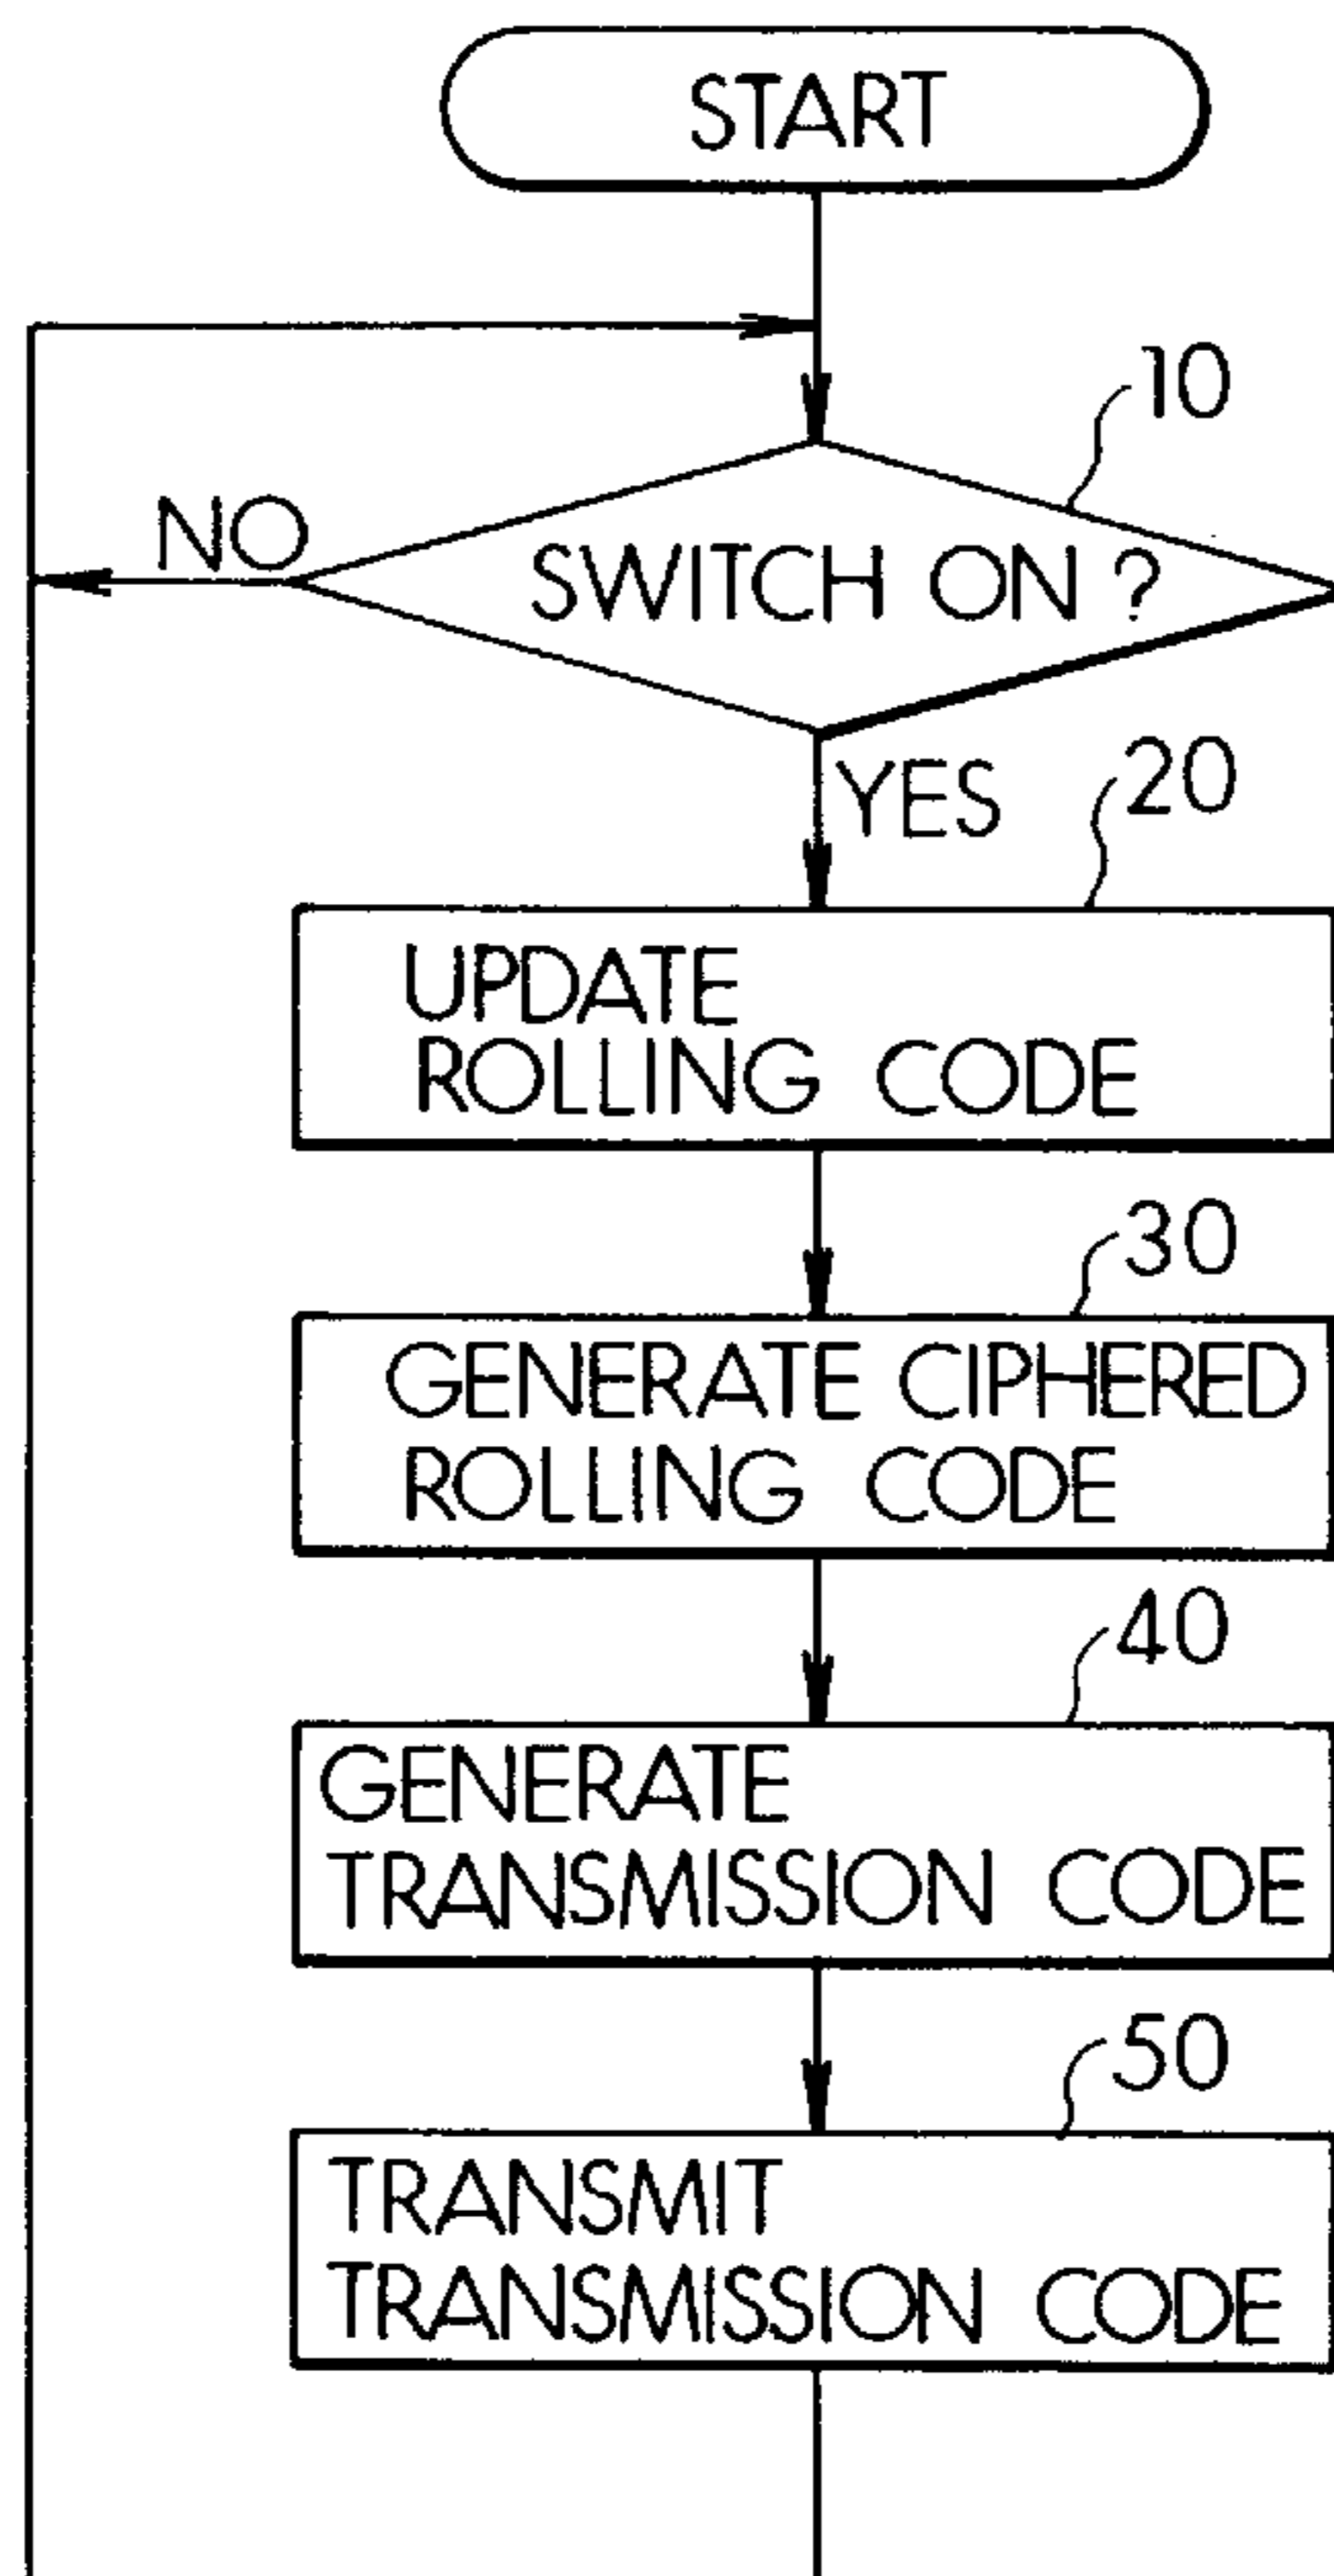 START
10
NO
SWITCH ON ?
YES
20
UPDATE
ROLLING CODE
30
GENERATE CIPHERED
ROLLING CODE
40
GENERATE
TRANSMISSION CODE
50
TRANSMIT
TRANSMISSION CODE